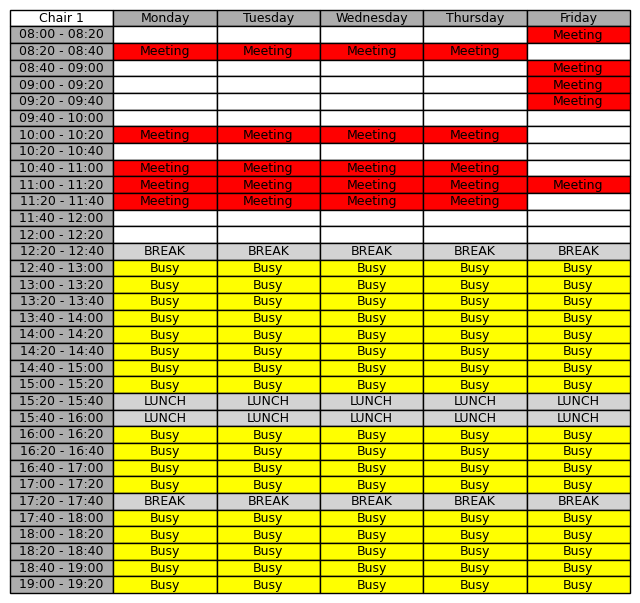 Chair 1 Monday Tuesday Wednesday Thursday Friday
08:00 - 08:20 Meeting
08:20 - 08:40 Meeting Meeting Meeting Meeting
08:40 - 09:00 Meeting
09:00 - 09:20 Meeting
09:20 - 09:40 Meeting
09:40 - 10:00
10:00 - 10:20 Meeting Meeting Meeting Meeting
10:20 - 10:40
10:40 - 11:00 Meeting Meeting Meeting Meeting
11:00 - 11:20 Meeting Meeting Meeting Meeting Meeting
11:20 - 11:40 Meeting Meeting Meeting Meeting
11:40 - 12:00
12:00 - 12:20
12:20 - 12:40 BREAK BREAK BREAK BREAK BREAK
12:40 - 13:00 Busy Busy Busy Busy Busy
13:00 - 13:20 Busy Busy Busy Busy Busy
13:20 - 13:40 Busy Busy Busy Busy Busy
13:40 - 14:00 Busy Busy Busy Busy Busy
14:00 - 14:20 Busy Busy Busy Busy Busy
14:20 - 14:40 Busy Busy Busy Busy Busy
14:40 - 15:00 Busy Busy Busy Busy Busy
15:00 - 15:20 Busy Busy Busy Busy Busy
15:20 - 15:40 LUNCH LUNCH LUNCH LUNCH LUNCH
15:40 - 16:00 LUNCH LUNCH LUNCH LUNCH LUNCH
16:00 - 16:20 Busy Busy Busy Busy Busy
16:20 - 16:40 Busy Busy Busy Busy Busy
16:40 - 17:00 Busy Busy Busy Busy Busy
17:00 - 17:20 Busy Busy Busy Busy Busy
17:20 - 17:40 BREAK BREAK BREAK BREAK BREAK
17:40 - 18:00 Busy Busy Busy Busy Busy
18:00 - 18:20 Busy Busy Busy Busy Busy
18:20 - 18:40 Busy Busy Busy Busy Busy
18:40 - 19:00 Busy Busy Busy Busy Busy
19:00 - 19:20 Busy Busy Busy Busy Busy